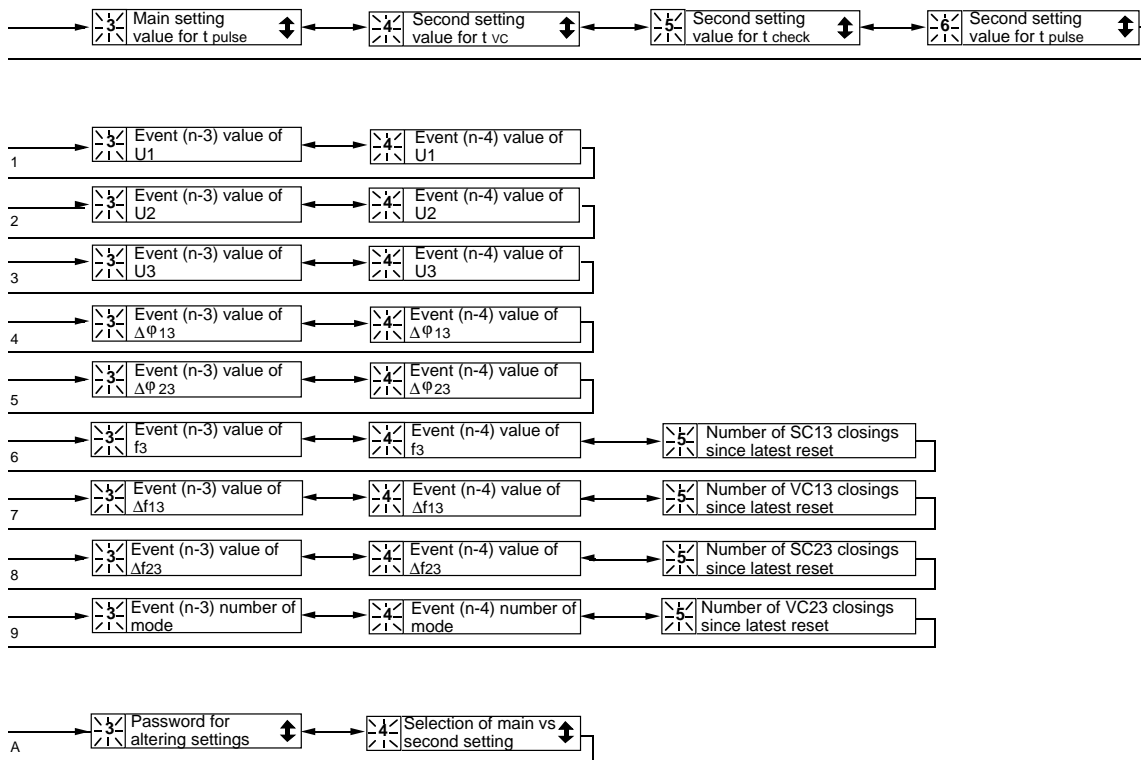 3 Main setting value for t pulse
4 Second setting value for t VC
5 Second setting value for t check
6 Second setting value for t pulse
1
3 Event (n-3) value of U1
4 Event (n-4) value of U1
2
3 Event (n-3) value of U2
4 Event (n-4) value of U2
3
3 Event (n-3) value of U3
4 Event (n-4) value of U3
4
3 Event (n-3) value of Δφ13
4 Event (n-4) value of Δφ13
5
3 Event (n-3) value of Δφ23
4 Event (n-4) value of Δφ23
6
3 Event (n-3) value of f3
4 Event (n-4) value of f3
5 Number of SC13 closings since latest reset
7
3 Event (n-3) value of Δf13
4 Event (n-4) value of Δf13
5 Number of VC13 closings since latest reset
8
3 Event (n-3) value of Δf23
4 Event (n-4) value of Δf23
5 Number of SC23 closings since latest reset
9
3 Event (n-3) number of mode
4 Event (n-4) number of mode
5 Number of VC23 closings since latest reset
A
3 Password for altering settings
4 Selection of main vs second setting